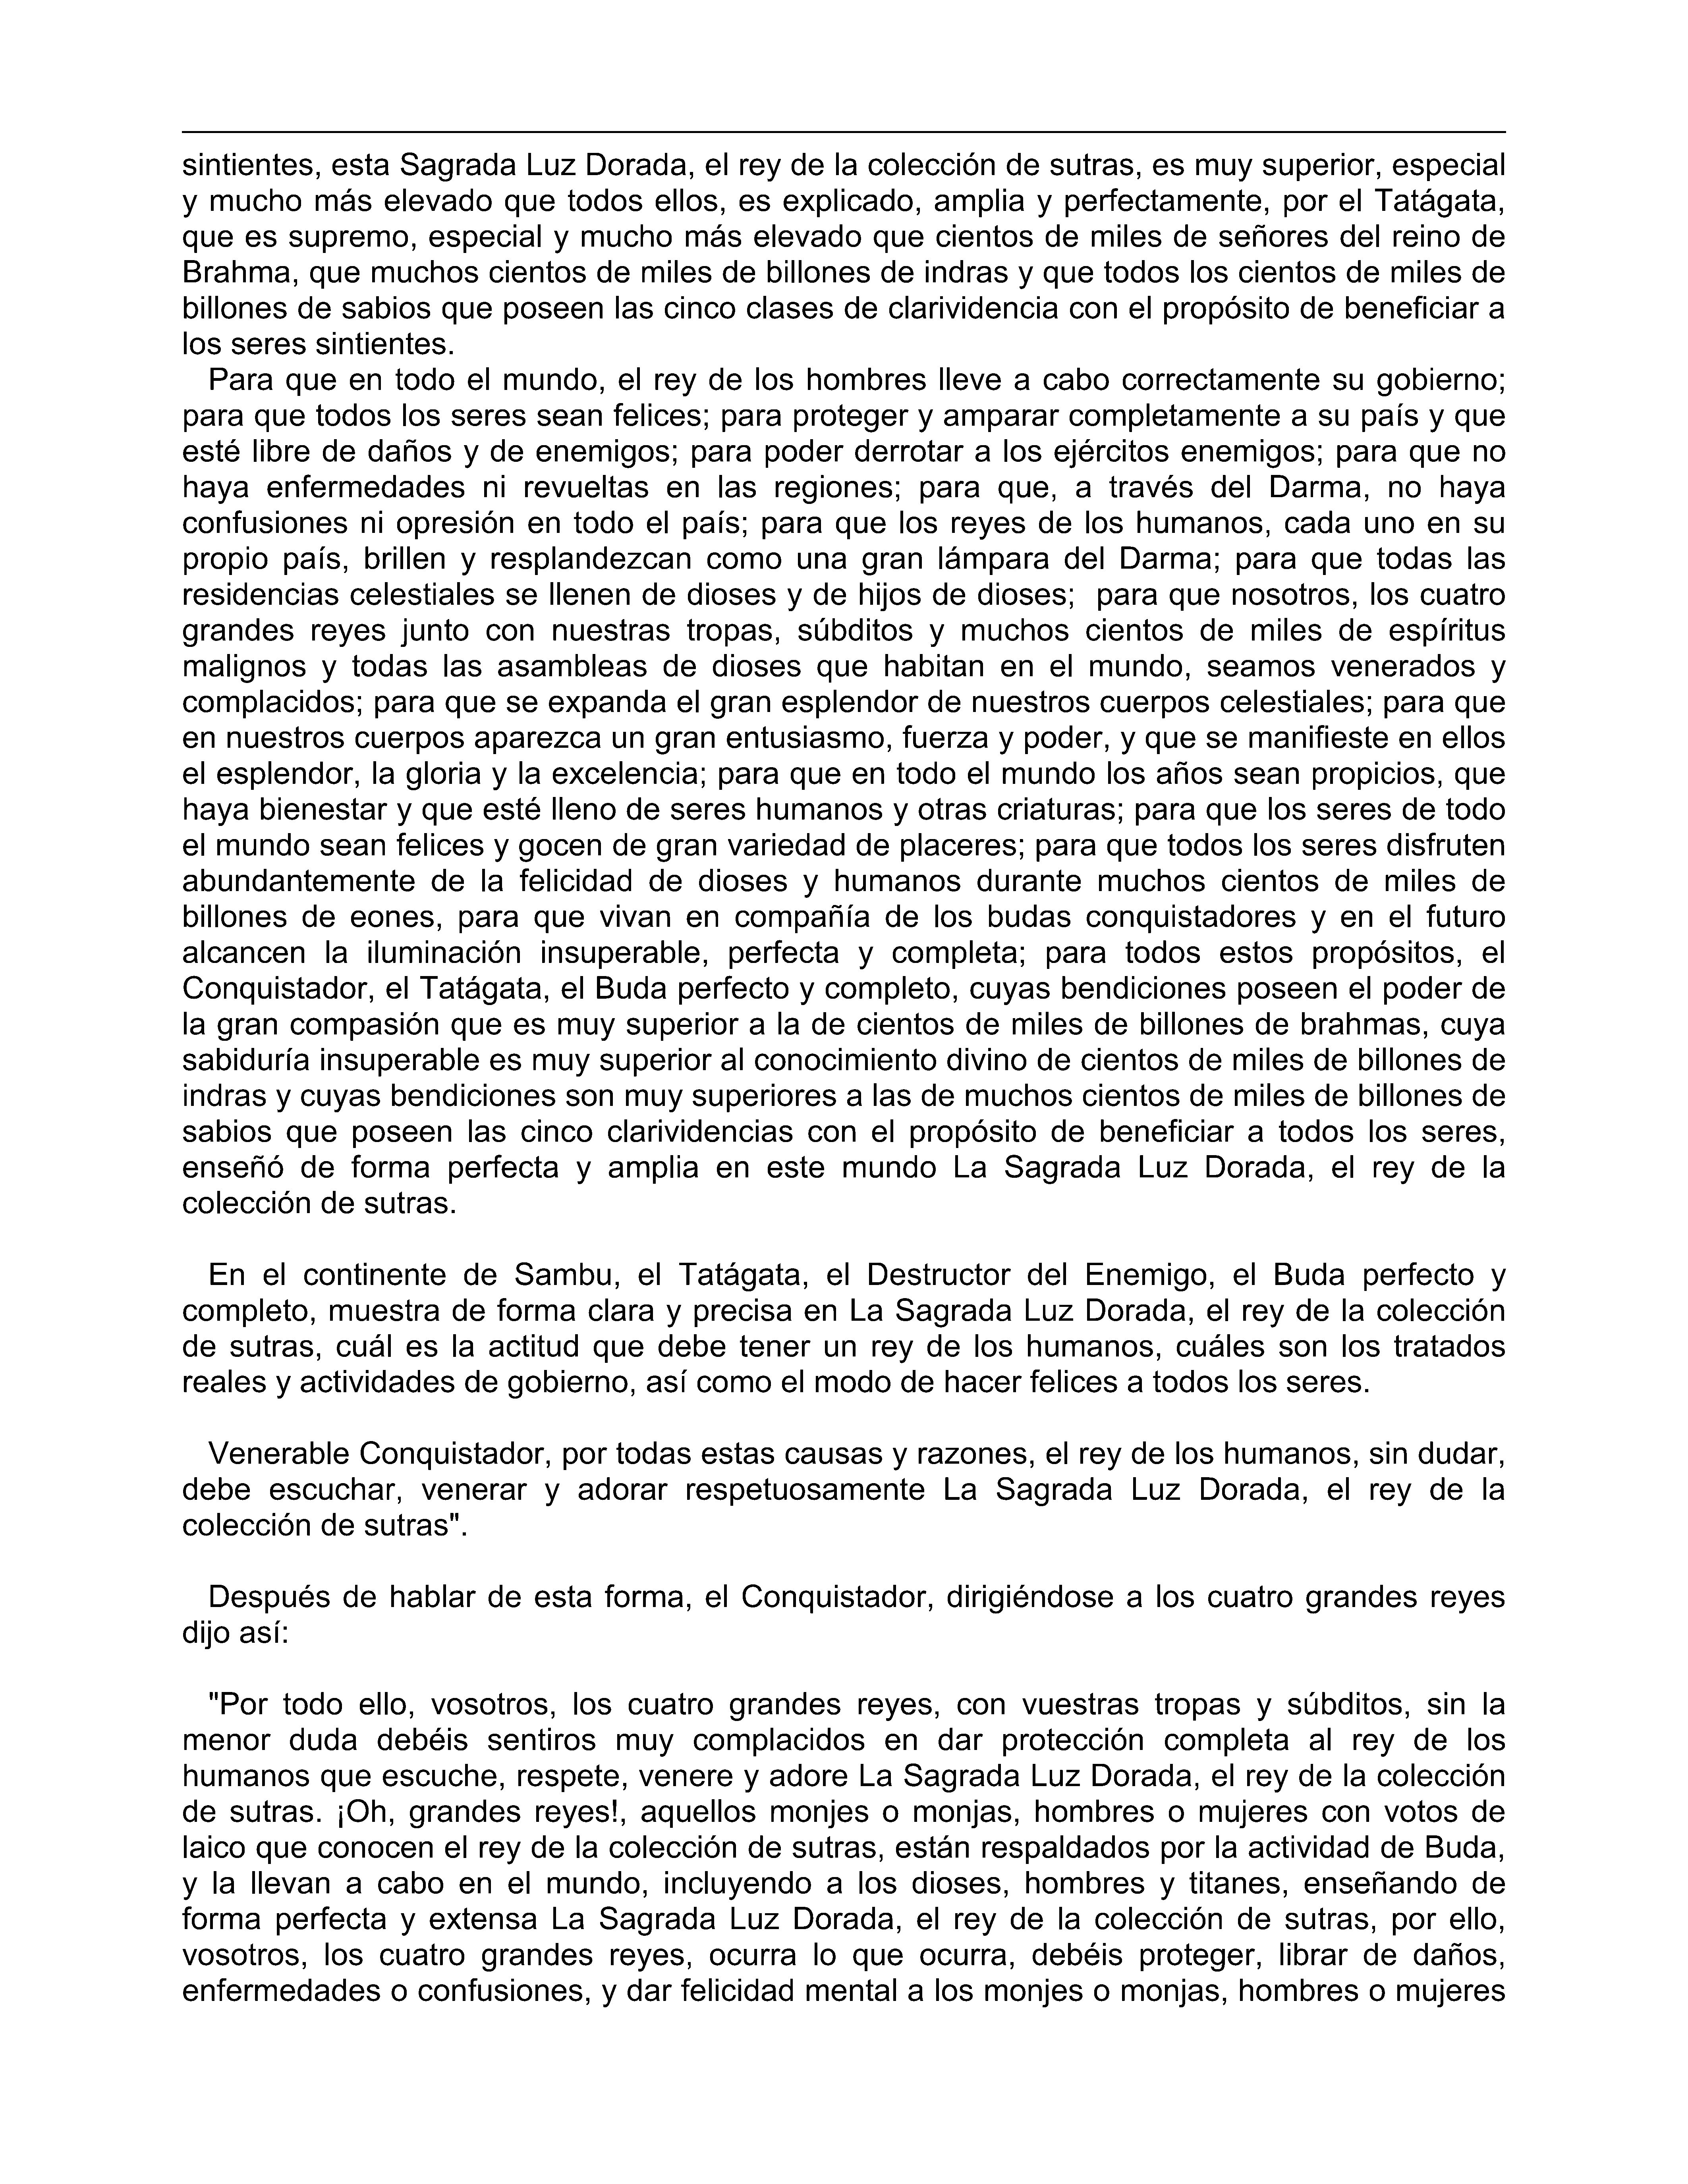 sintientes, esta Sagrada Luz Dorada, el rey de la colección de sutras, es muy superior, especial
y mucho más elevado que todos ellos, es explicado, amplia y perfectamente, por el Tatágata,
que es supremo, especial y mucho más elevado que cientos de miles de señores del reino de
Brahma, que muchos cientos de miles de billones de indras y que todos los cientos de miles de
billones de sabios que poseen las cinco clases de clarividencia con el propósito de beneficiar a
los seres sintientes.
Para que en todo el mundo, el rey de los hombres lleve a cabo correctamente su gobierno;
para que todos los seres sean felices; para proteger y amparar completamente a su país y que
esté libre de daños y de enemigos; para poder derrotar a los ejércitos enemigos; para que no
haya enfermedades ni revueltas en las regiones; para que, a través del Darma, no haya
confusiones ni opresión en todo el país; para que los reyes de los humanos, cada uno en su
propio país, brillen y resplandezcan como una gran lámpara del Darma; para que todas las
residencias celestiales se llenen de dioses y de hijos de dioses;  para que nosotros, los cuatro
grandes reyes junto con nuestras tropas, súbditos y muchos cientos de miles de espíritus
malignos y todas las asambleas de dioses que habitan en el mundo, seamos venerados y
complacidos; para que se expanda el gran esplendor de nuestros cuerpos celestiales; para que
en nuestros cuerpos aparezca un gran entusiasmo, fuerza y poder, y que se manifieste en ellos
el esplendor, la gloria y la excelencia; para que en todo el mundo los años sean propicios, que
haya bienestar y que esté lleno de seres humanos y otras criaturas; para que los seres de todo
el mundo sean felices y gocen de gran variedad de placeres; para que todos los seres disfruten
abundantemente de la felicidad de dioses y humanos durante muchos cientos de miles de
billones de eones, para que vivan en compañía de los budas conquistadores y en el futuro
alcancen la iluminación insuperable, perfecta y completa; para todos estos propósitos, el
Conquistador, el Tatágata, el Buda perfecto y completo, cuyas bendiciones poseen el poder de
la gran compasión que es muy superior a la de cientos de miles de billones de brahmas, cuya
sabiduría insuperable es muy superior al conocimiento divino de cientos de miles de billones de
indras y cuyas bendiciones son muy superiores a las de muchos cientos de miles de billones de
sabios que poseen las cinco clarividencias con el propósito de beneficiar a todos los seres,
enseñó de forma perfecta y amplia en este mundo La Sagrada Luz Dorada, el rey de la
colección de sutras.
En el continente de Sambu, el Tatágata, el Destructor del Enemigo, el Buda perfecto y
completo, muestra de forma clara y precisa en La Sagrada Luz Dorada, el rey de la colección
de sutras, cuál es la actitud que debe tener un rey de los humanos, cuáles son los tratados
reales y actividades de gobierno, así como el modo de hacer felices a todos los seres.
Venerable Conquistador, por todas estas causas y razones, el rey de los humanos, sin dudar,
debe escuchar, venerar y adorar respetuosamente La Sagrada Luz Dorada, el rey de la
colección de sutras".
Después de hablar de esta forma, el Conquistador, dirigiéndose a los cuatro grandes reyes
dijo así:
"Por todo ello, vosotros, los cuatro grandes reyes, con vuestras tropas y súbditos, sin la
menor duda debéis sentiros muy complacidos en dar protección completa al rey de los
humanos que escuche, respete, venere y adore La Sagrada Luz Dorada, el rey de la colección
de sutras. ¡Oh, grandes reyes!, aquellos monjes o monjas, hombres o mujeres con votos de
laico que conocen el rey de la colección de sutras, están respaldados por la actividad de Buda,
y la llevan a cabo en el mundo, incluyendo a los dioses, hombres y titanes, enseñando de
forma perfecta y extensa La Sagrada Luz Dorada, el rey de la colección de sutras, por ello,
vosotros, los cuatro grandes reyes, ocurra lo que ocurra, debéis proteger, librar de daños,
enfermedades o confusiones, y dar felicidad mental a los monjes o monjas, hombres o mujeres